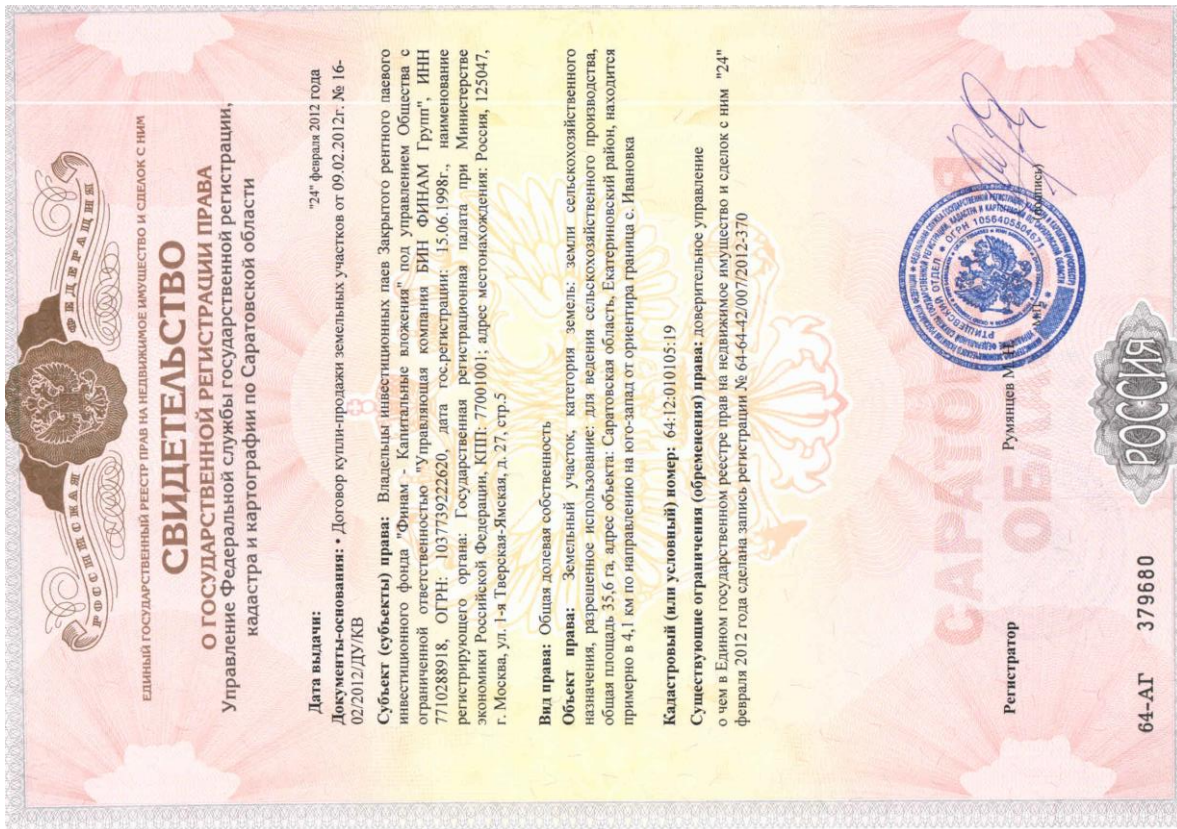 РОССИЙСКАЯ ФЕДЕРАЦИЯ
ЕДИНЫЙ ГОСУДАРСТВЕННЫЙ РЕЕСТР ПРАВ НА НЕДВИЖИМОЕ ИМУЩЕСТВО И СДЕЛОК С НИМ
СВИДЕТЕЛЬСТВО
О ГОСУДАРСТВЕННОЙ РЕГИСТРАЦИИ ПРАВА
Управление Федеральной службы государственной регистрации,
кадастра и картографии по Саратовской области
Дата выдачи: "24" февраля 2012 года
Документы-основания: • Договор купли-продажи земельных участков от 09.02.2012г. № 16-
02/2012/ДУ/КВ
Субъект (субъекты) права: Владельцы инвестиционных паев Закрытого рентного паевого
инвестиционного фонда "Финам - Капитальные вложения" под управлением Общества с
ограниченной ответственностью "Управляющая компания БИН ФИНАМ Групп", ИНН
7710288918, ОГРН: 1037739222620, дата гос.регистрации: 15.06.1998г., наименование
регистрирующего органа: Государственная регистрационная палата при Министерстве
экономики Российской Федерации, КПП: 77001001; адрес местонахождения: Россия, 125047,
г. Москва, ул. 1-я Тверская-Ямская, д. 27, стр.5
Вид права: Общая долевая собственность
Объект права: Земельный участок, категория земель: земли сельскохозяйственного
назначения, разрешенное использование: для ведения сельскохозяйственного производства,
общая площадь 35,6 га, адрес объекта: Саратовская область, Екатериновский район, находится
примерно в 4,1 км по направлению на юго-запад от ориентира граница с. Ивановка
Кадастровый (или условный) номер: 64:12:010105:19
Существующие ограничения (обременения) права: доверительное управление
о чем в Едином государственном реестре прав на недвижимое имущество и сделок с ним "24"
февраля 2012 года сделана запись регистрации № 64-64-42/007/2012-370
САРАТОВСКАЯ
Регистратор Румянцев М.Н.
(подпись)
РТИЩЕВСКИЙ ОТДЕЛ
ОГРН 1056405504671
№12
РОССИЯ
64-АГ 379680